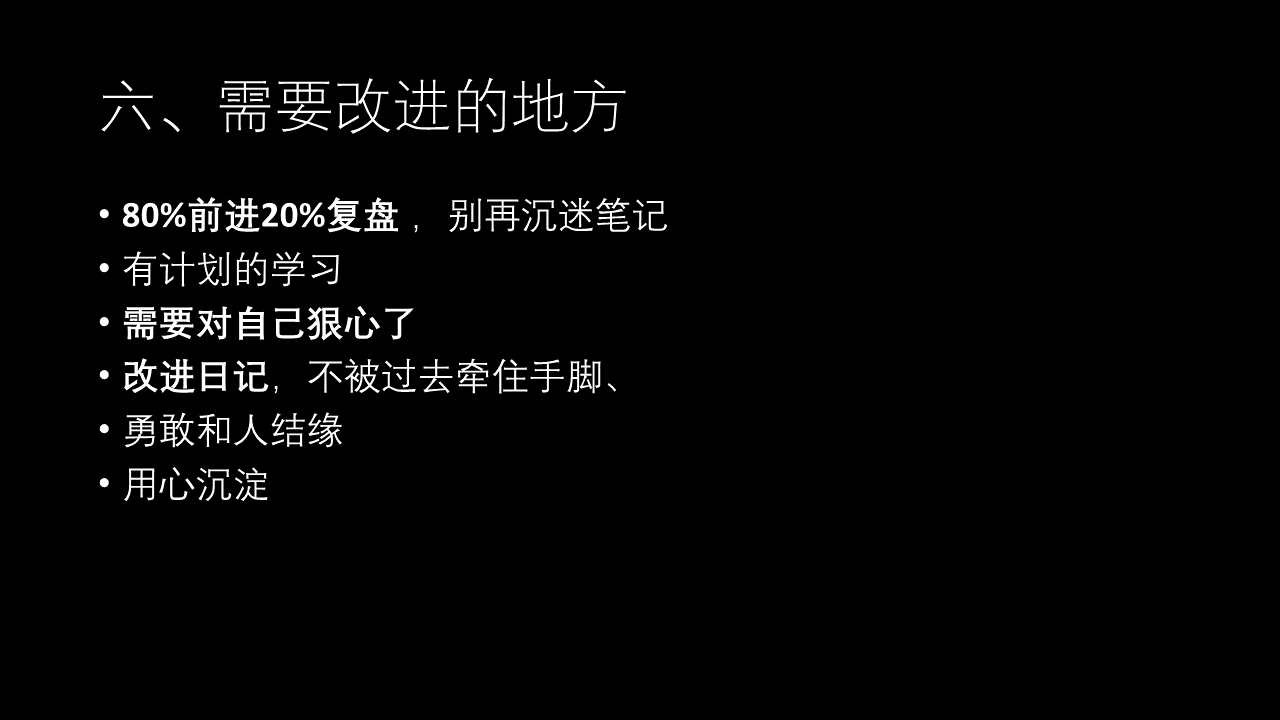 六、需要改进的地方
• 80%前进20%复盘 ，别再沉迷笔记
• 有计划的学习
• 需要对自己狠心了
• 改进日记，不被过去牵住手脚、
• 勇敢和人结缘
• 用心沉淀